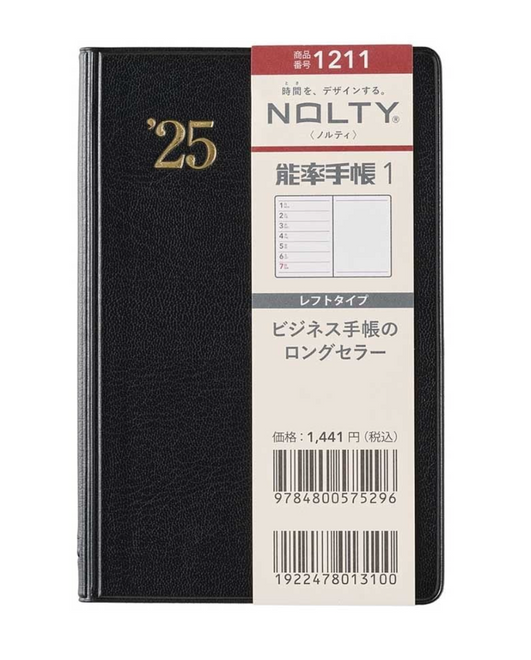 '25
商品
番号 1211
時間を、デザインする。
NOLTY®
〈ノルティ〉
能率手帳 1
1
2
3
4
5
6
7
レフトタイプ
ビジネス手帳の
ロングセラー
価格：1,441 円（税込）
9784800575296
1922478013100